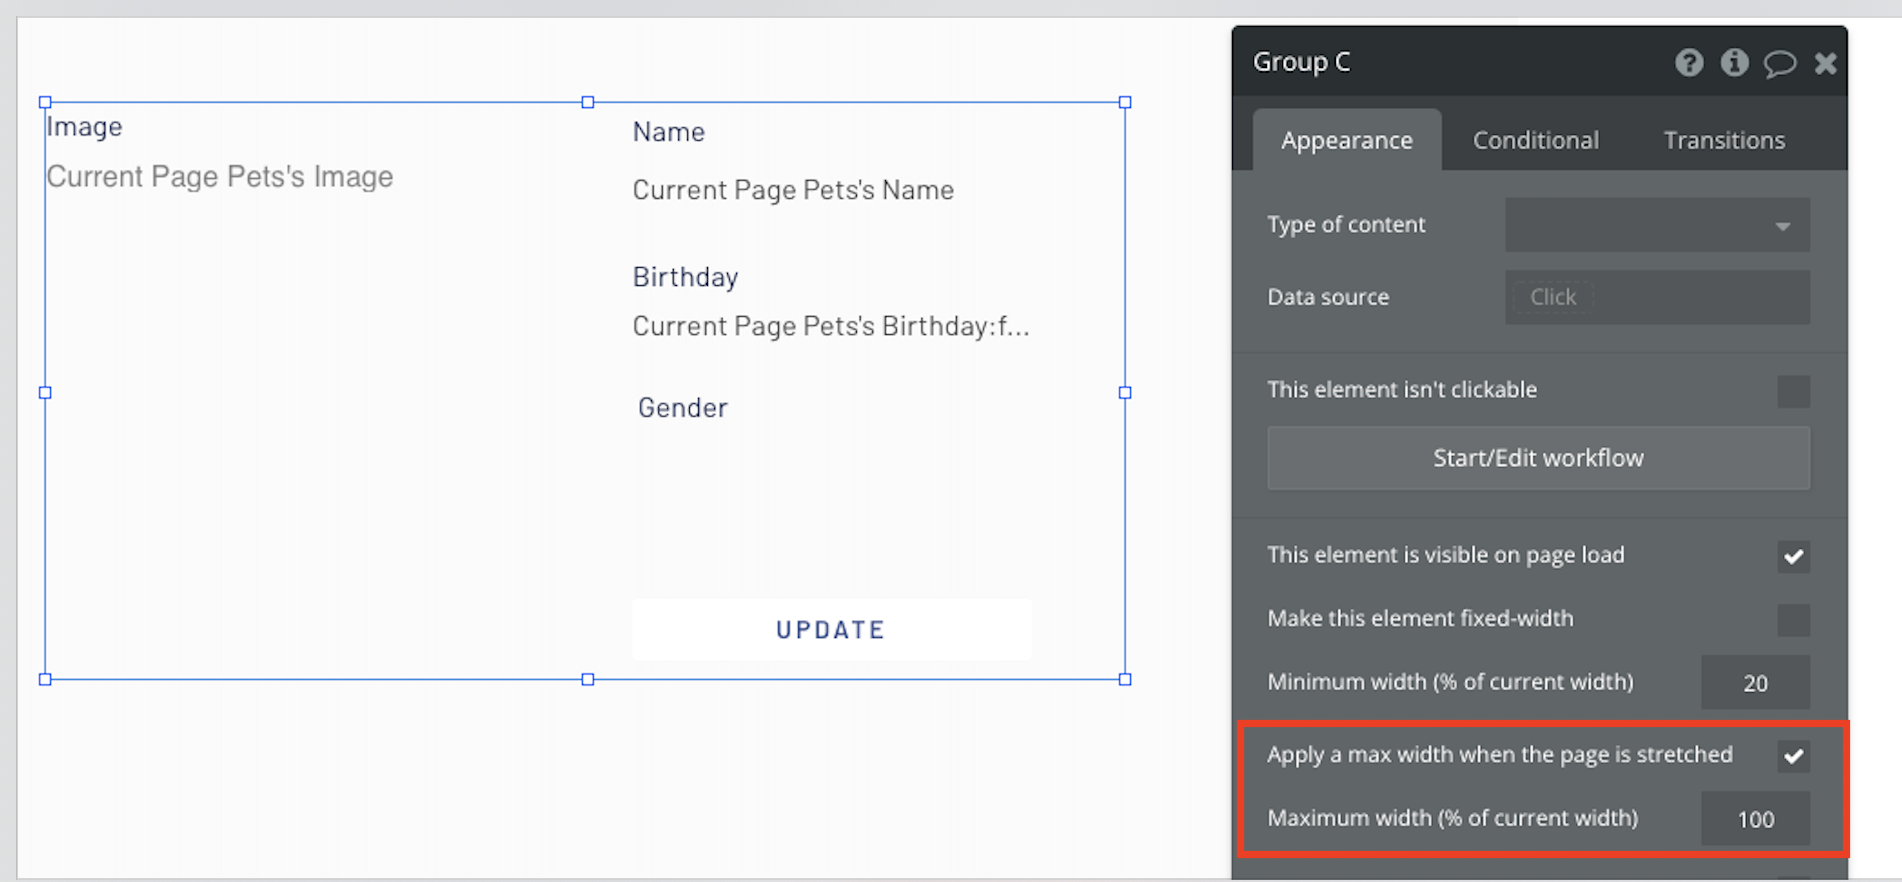 Image
Current Page Pets's Image
Name
Current Page Pets's Name
Birthday
Current Page Pets's Birthday:f...
Gender
UPDATE
Group C
Appearance Conditional Transitions
Type of content
Data source Click
This element isn't clickable
Start/Edit workflow
This element is visible on page load
Make this element fixed-width
Minimum width (% of current width) 20
Apply a max width when the page is stretched
Maximum width (% of current width) 100